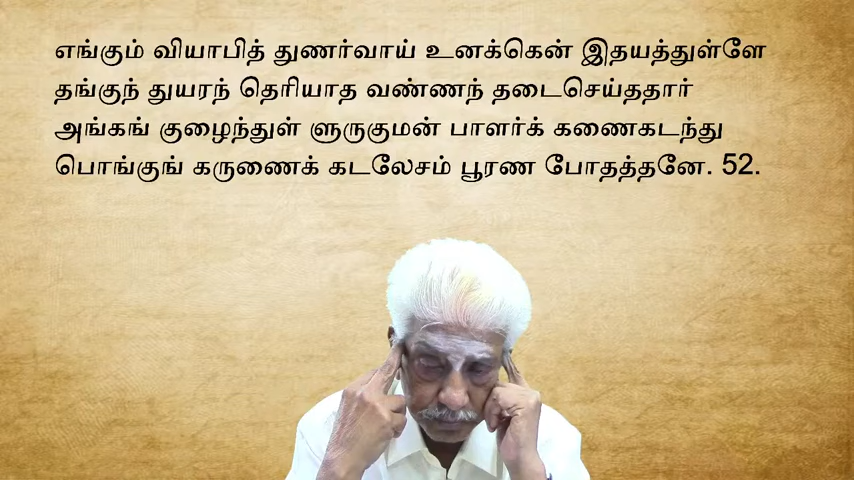 எங்கும் வியாபித் துணர்வாய் உனக்கென் இதயத்துள்ளே
தங்குந் துயரந் தெரியாத வண்ணந் தடைசெய்ததார்
அங்கங் குழைந்துள் ளுருகுமன் பாளர்க் கணைகடந்து
பொங்குங் கருணைக் கடலேசம் பூரண போதத்தனே. 52.